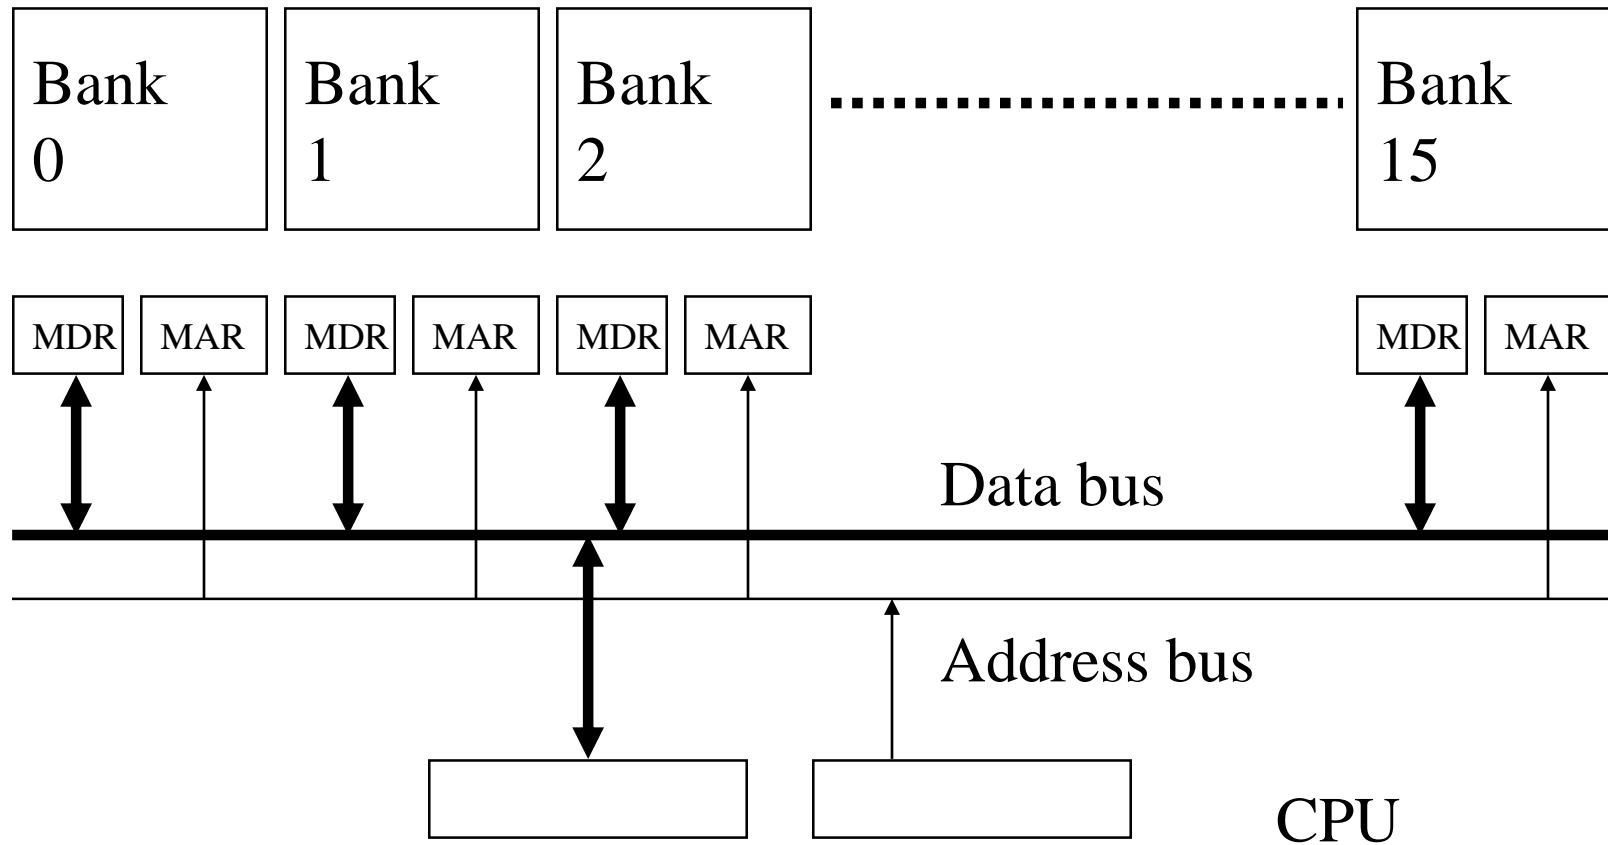 Bank
0
Bank
1
Bank
2
Bank
15
MDR
MAR
MDR
MAR
MDR
MAR
MDR
MAR
Data bus
Address bus
CPU